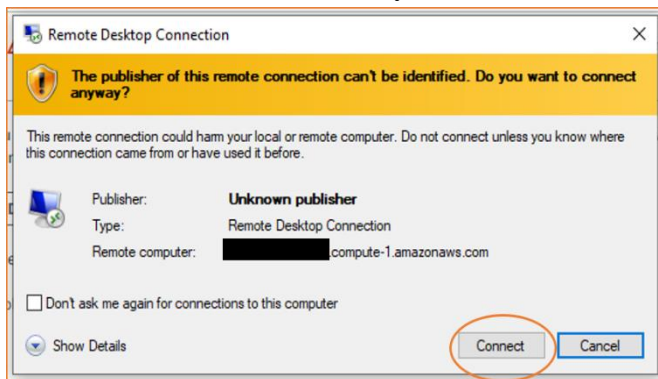 Remote Desktop Connection
The publisher of this remote connection can't be identified. Do you want to connect
anyway?
This remote connection could harm your local or remote computer. Do not connect unless you know where
this connection came from or have used it before.
Publisher: Unknown publisher
Type: Remote Desktop Connection
Remote computer: .compute-1.amazonaws.com
Don't ask me again for connections to this computer
Show Details Connect Cancel